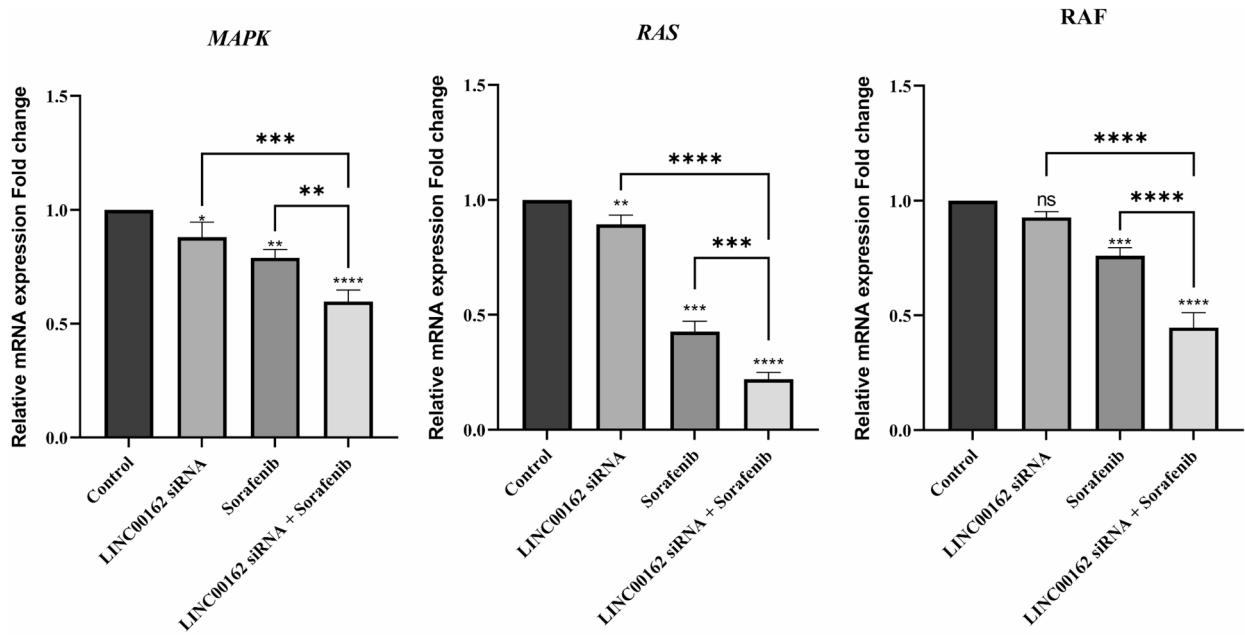 MAPK
Relative mRNA expression Fold change
1.5
1.0
0.5
0.0
***
**
*
**
****
Control
LINC00162 siRNA
Sorafenib
LINC00162 siRNA + Sorafenib
RAS
Relative mRNA expression Fold change
1.5
1.0
0.5
0.0
****
***
**
***
****
Control
LINC00162 siRNA
Sorafenib
LINC00162 siRNA + Sorafenib
RAF
Relative mRNA expression Fold change
1.5
1.0
0.5
0.0
****
****
ns
***
****
Control
LINC00162 siRNA
Sorafenib
LINC00162 siRNA + Sorafenib